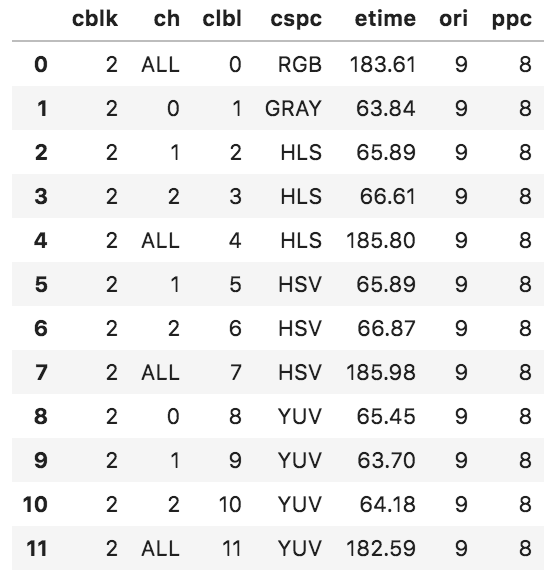 cblk ch clbl cspc etime ori ppc
0 2 ALL 0 RGB 183.61 9 8
1 2 0 1 GRAY 63.84 9 8
2 2 1 2 HLS 65.89 9 8
3 2 2 3 HLS 66.61 9 8
4 2 ALL 4 HLS 185.80 9 8
5 2 1 5 HSV 65.89 9 8
6 2 2 6 HSV 66.87 9 8
7 2 ALL 7 HSV 185.98 9 8
8 2 0 8 YUV 65.45 9 8
9 2 1 9 YUV 63.70 9 8
10 2 2 10 YUV 64.18 9 8
11 2 ALL 11 YUV 182.59 9 8